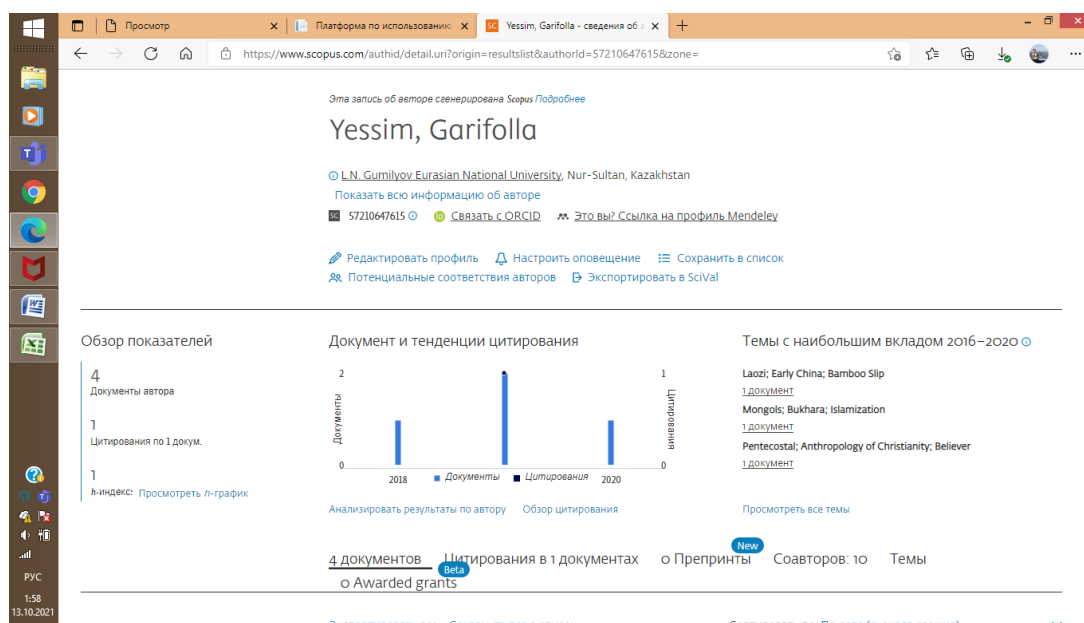 Просмотр
Платформа по использованию
Yessim, Garifolla - сведения об а
https://www.scopus.com/authid/detail.uri?origin=resultslist&authorId=57210647615&zone=
Эта запись об авторе сгенерирована Scopus Подробнее
Yessim, Garifolla
L.N. Gumilyov Eurasian National University, Nur-Sultan, Kazakhstan
Показать всю информацию об авторе
SC 57210647615 Связать с ORCID Это вы? Ссылка на профиль Mendeley
Редактировать профиль Настроить оповещение Сохранить в список
Потенциальные соответствия авторов Экспортировать в SciVal
Обзор показателей
4
Документы автора
1
Цитирования по 1 докум.
1
h-индекс: Просмотреть h-график
Документ и тенденции цитирования
2
1
Документы
Цитирования
0
0
2018
Документы Цитирования
2020
Анализировать результаты по автору Обзор цитирования
Темы с наибольшим вкладом 2016–2020
Laozi; Early China; Bamboo Slip
1 документ
Mongols; Bukhara; Islamization
1 документ
Pentecostal; Anthropology of Christianity; Believer
1 документ
Просмотреть все темы
New
4 документов Цитирования в 1 документах 0 Препринты Соавторов: 10 Темы
Beta
0 Awarded grants
РУС
1:58
13.10.2021